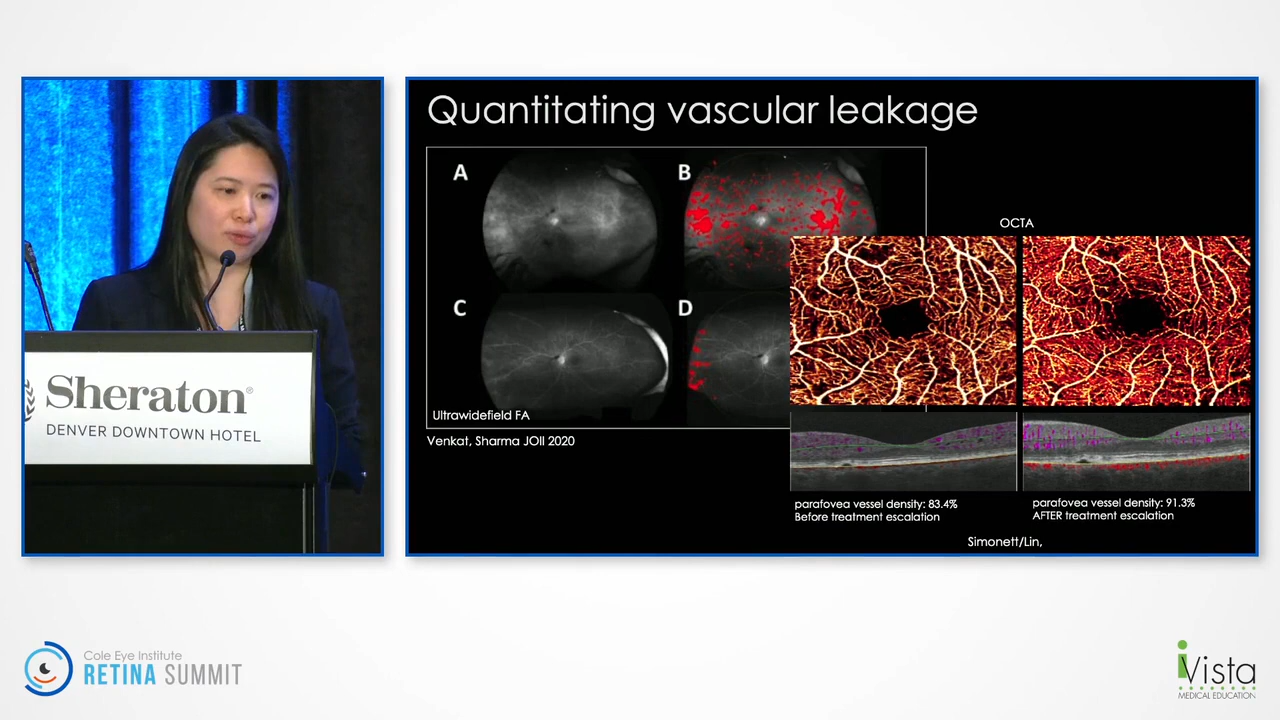 Quantitating vascular leakage
A
B
C
D
Ultrawidefield FA
Venkat, Sharma JOII 2020
OCTA
parafovea vessel density: 83.4%
Before treatment escalation
parafovea vessel density: 91.3%
AFTER treatment escalation
Simonett/Lin,
Sheraton®
DENVER DOWNTOWN HOTEL
Cole Eye Institute
RETINA SUMMIT
iVista
MEDICAL EDUCATION